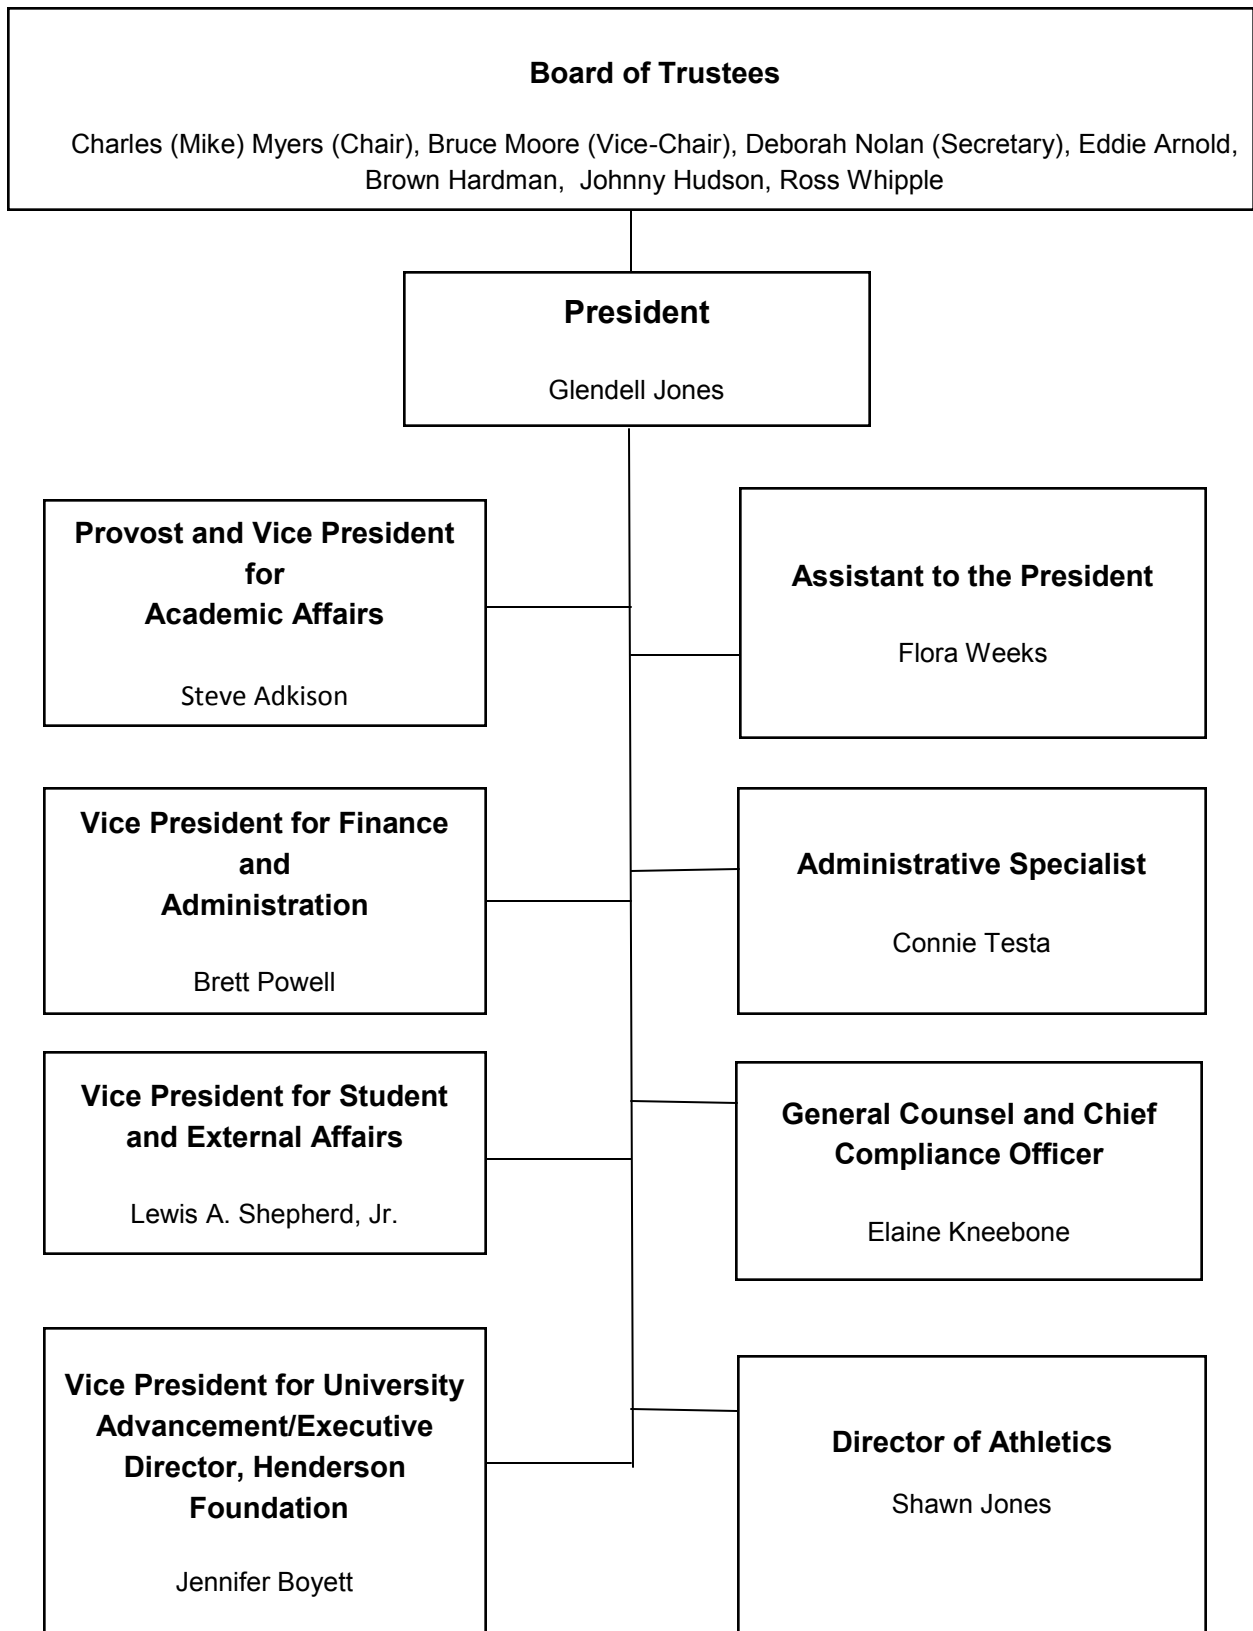 Board of Trustees
Charles (Mike) Myers (Chair), Bruce Moore (Vice-Chair), Deborah Nolan (Secretary), Eddie Arnold,
Brown Hardman,  Johnny Hudson, Ross Whipple
President
Glendell Jones
Provost and Vice President
for
Academic Affairs
Steve Adkison
Assistant to the President
Flora Weeks
Vice President for Finance
and
Administration
Brett Powell
Administrative Specialist
Connie Testa
Vice President for Student
and External Affairs
Lewis A. Shepherd, Jr.
General Counsel and Chief
Compliance Officer
Elaine Kneebone
Vice President for University
Advancement/Executive
Director, Henderson
Foundation
Jennifer Boyett
Director of Athletics
Shawn Jones